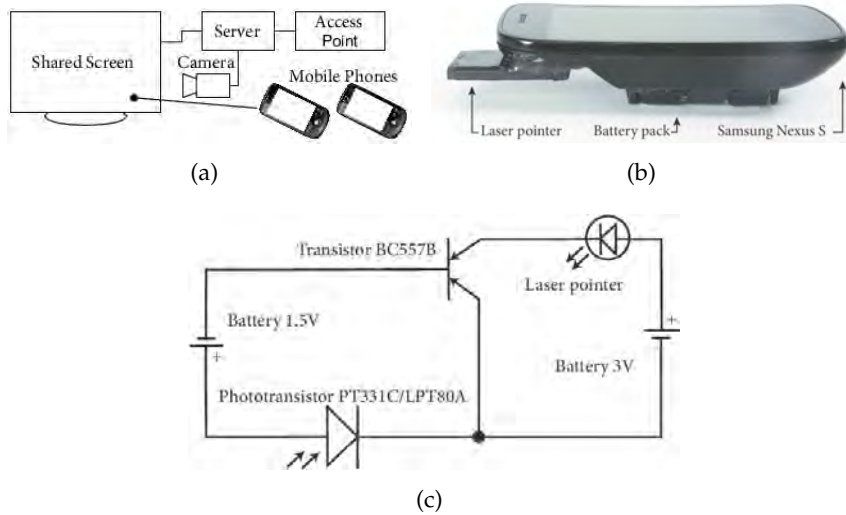 Shared Screen
Server
Access
Point
Camera
Mobile Phones
(a)
Laser pointer
Battery pack
Samsung Nexus S
(b)
Transistor BC557B
Laser pointer
Battery 1.5V
+
+
Battery 3V
Phototransistor PT331C/LPT80A
(c)